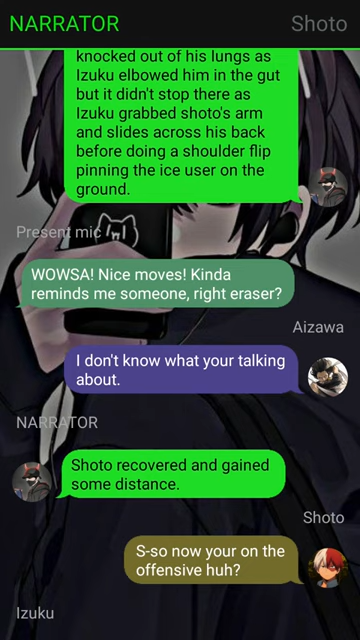 NARRATOR
Shoto
knocked out of his lungs as
Izuku elbowed him in the gut
but it didn't stop there as
Izuku grabbed shoto's arm
and slides across his back
before doing a shoulder flip
pinning the ice user on the
ground.
Present mic
WOWSA! Nice moves! Kinda
reminds me someone, right eraser?
Aizawa
I don't know what your talking
about.
NARRATOR
Shoto recovered and gained
some distance.
Shoto
S-so now your on the
offensive huh?
Izuku